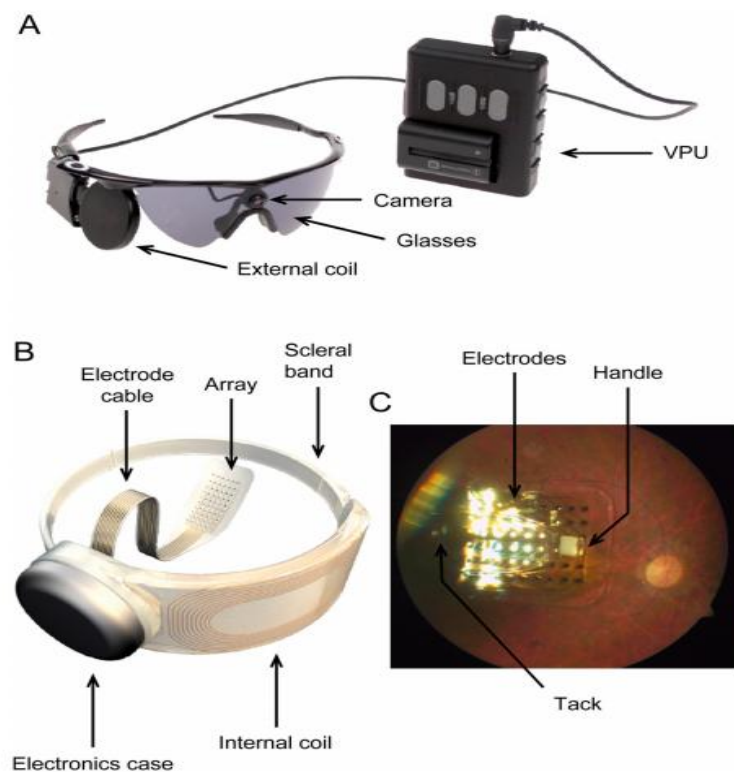 A
VPU
Camera
Glasses
External coil
B
Scleral
band
Electrode
cable
Array
Electrodes
Handle
C
Tack
Internal coil
Electronics case